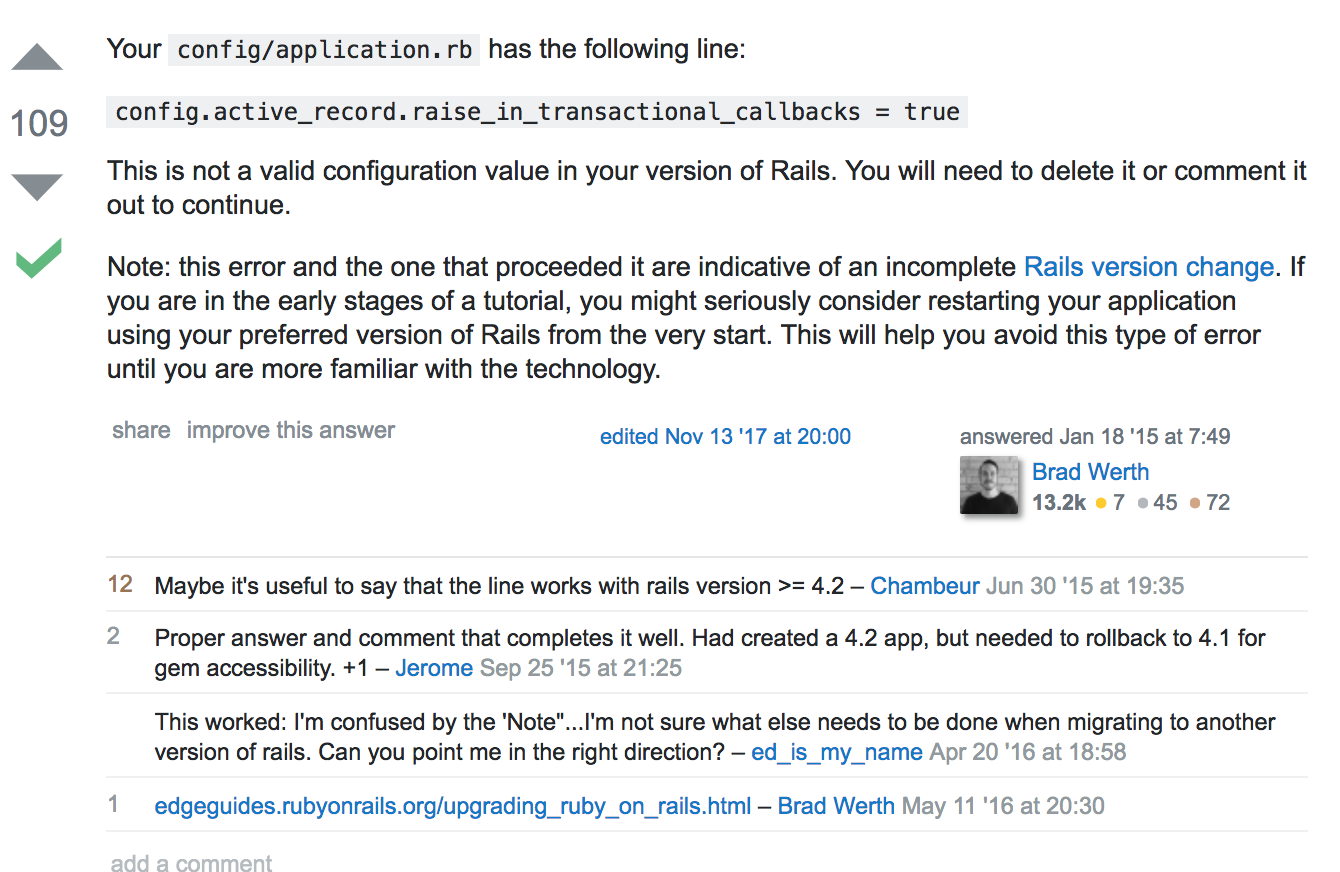 Your config/application.rb has the following line:
109
config.active_record.raise_in_transactional_callbacks = true
This is not a valid configuration value in your version of Rails. You will need to delete it or comment it
out to continue.
Note: this error and the one that proceeded it are indicative of an incomplete Rails version change. If
you are in the early stages of a tutorial, you might seriously consider restarting your application
using your preferred version of Rails from the very start. This will help you avoid this type of error
until you are more familiar with the technology.
share improve this answer
edited Nov 13 '17 at 20:00
answered Jan 18 '15 at 7:49
Brad Werth
13.2k 7 45 72
12 Maybe it's useful to say that the line works with rails version >= 4.2 – Chambeur Jun 30 '15 at 19:35
2 Proper answer and comment that completes it well. Had created a 4.2 app, but needed to rollback to 4.1 for
gem accessibility. +1 – Jerome Sep 25 '15 at 21:25
This worked: I'm confused by the 'Note"...I'm not sure what else needs to be done when migrating to another
version of rails. Can you point me in the right direction? – ed_is_my_name Apr 20 '16 at 18:58
1 edgeguides.rubyonrails.org/upgrading_ruby_on_rails.html – Brad Werth May 11 '16 at 20:30
add a comment